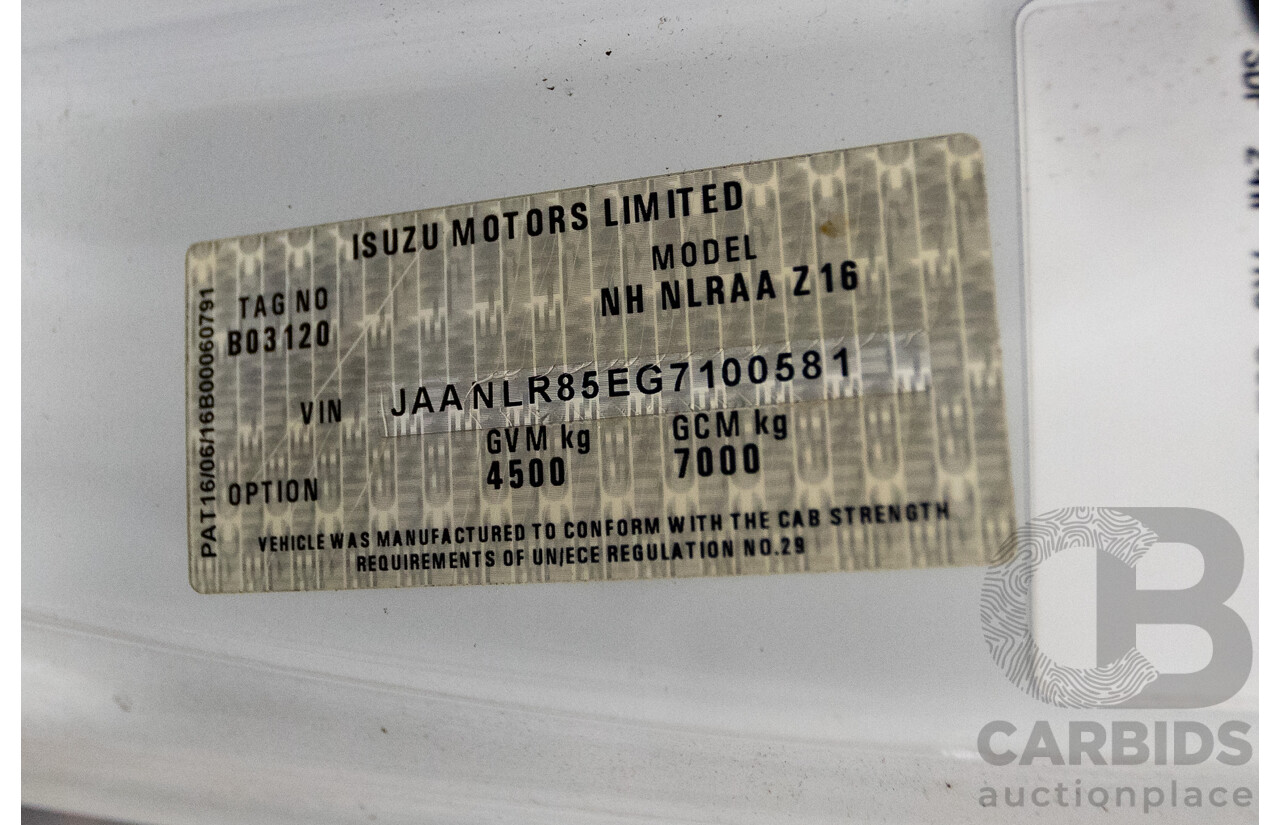 ISUZU MOTORS LIMITED
MODEL
NH NLRAA Z16
TAG NO
B03120
VIN JAANLR85EG7100581
GVM kg
4500
GCM kg
7000
OPTION
VEHICLE WAS MANUFACTURED TO CONFORM WITH THE CAB STRENGTH
REQUIREMENTS OF UN/ECE REGULATION NO.29
PAT16/06/16B00060791
CB
CARBIDS
auctionplace